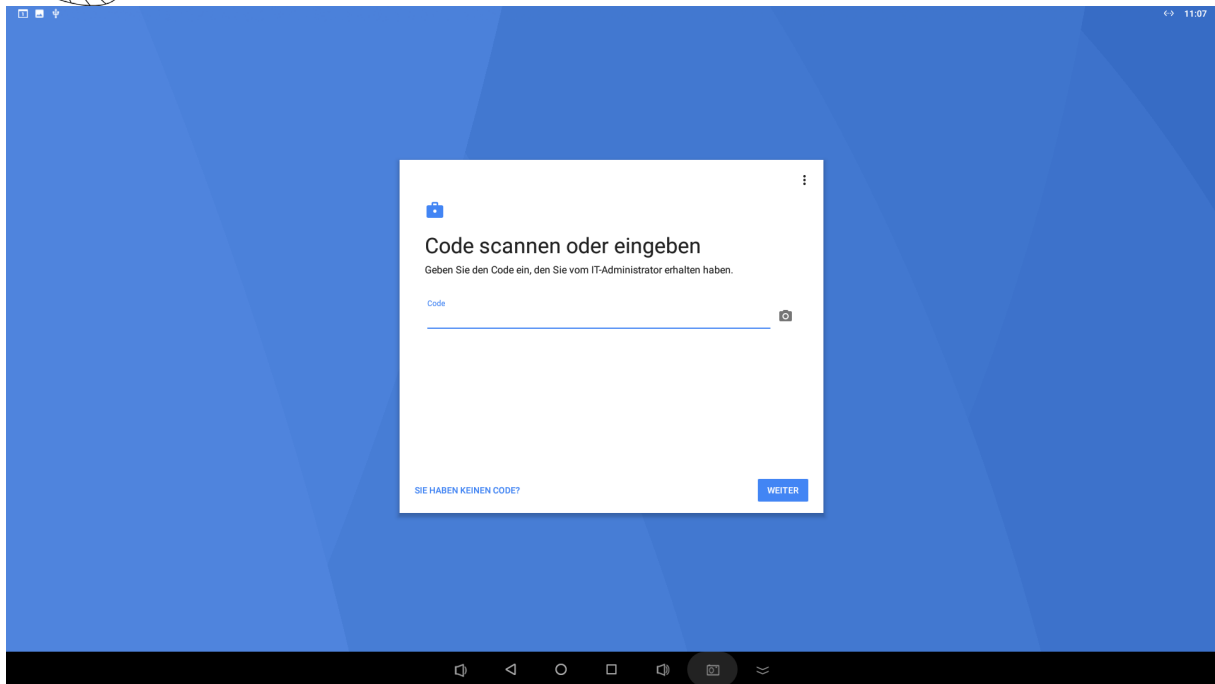 11:07
Code scannen oder eingeben
Geben Sie den Code ein, den Sie vom IT-Administrator erhalten haben.
Code
SIE HABEN KEINEN CODE?
WEITER